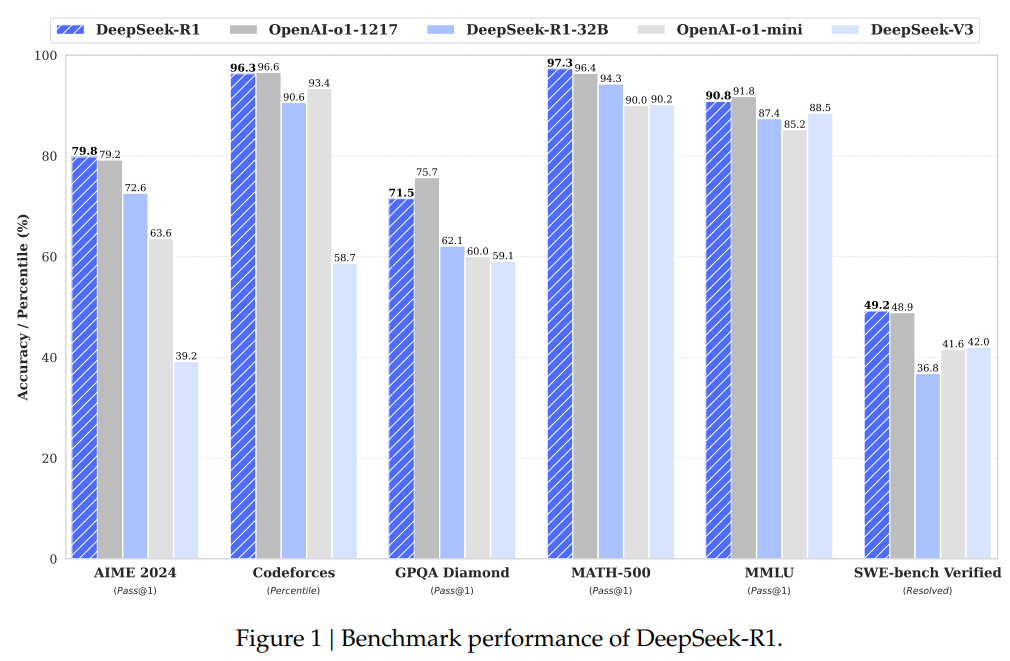 DeepSeek-R1 OpenAI-o1-1217 DeepSeek-R1-32B OpenAI-o1-mini DeepSeek-V3
Accuracy / Percentile (%)
100
80
60
40
20
0
79.8 79.2 72.6 63.6 39.2
96.3 96.6 90.6 93.4 58.7
71.5 75.7 62.1 60.0 59.1
97.3 96.4 94.3 90.0 90.2
90.8 91.8 87.4 85.2 88.5
49.2 48.9 36.8 41.6 42.0
AIME 2024 Codeforces GPQA Diamond MATH-500 MMLU SWE-bench Verified
(Pass@1) (Percentile) (Pass@1) (Pass@1) (Pass@1) (Resolved)
Figure 1 | Benchmark performance of DeepSeek-R1.